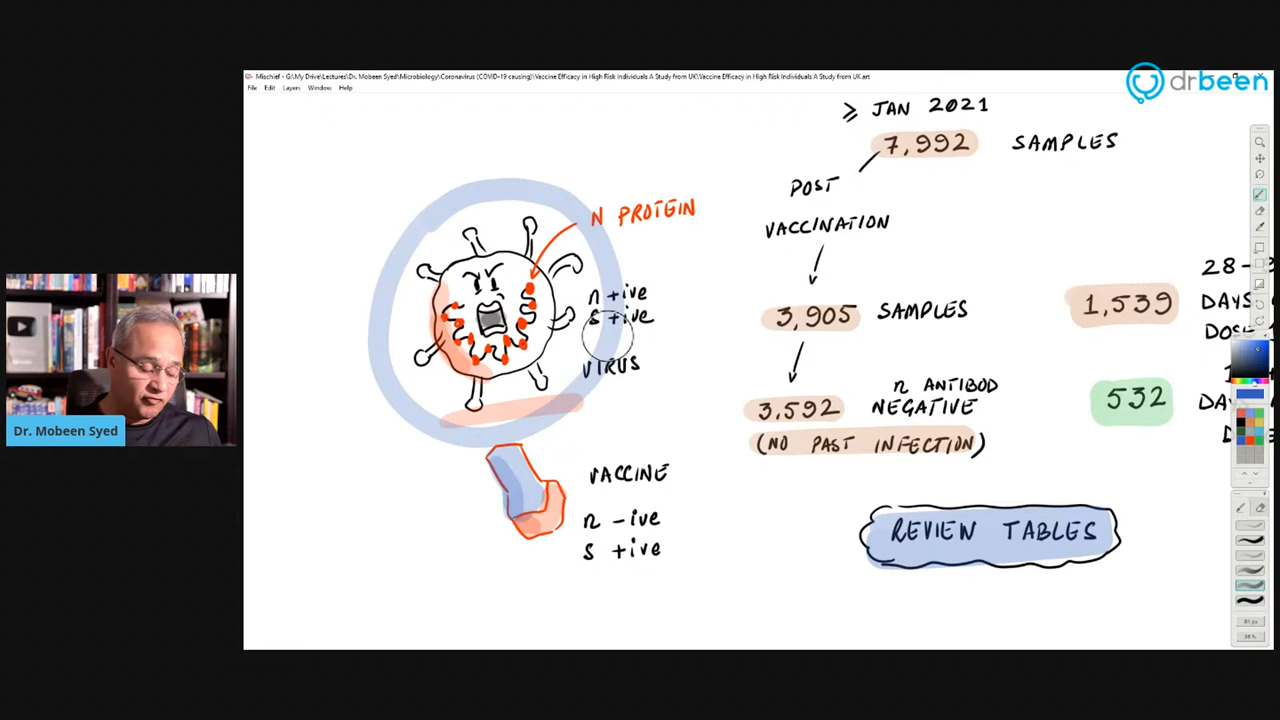 Mischief - G:\My Drive\Lectures\Dr. Mobeen Syed\Microbiology\Coronavirus (COVID-19 causing)\Vaccine Efficacy in High Risk Individuals A Study from UK\Vaccine Efficacy in High Risk Individuals A Study from UK.art
File Edit Layers Window Help
drbeen
≥ JAN 2021
7,992 SAMPLES
POST
VACCINATION
3,905 SAMPLES
3,592
n ANTIBOD
NEGATIVE
(NO PAST INFECTION)
N PROTEIN
n +ive
s +ive
VIRUS
VACCINE
n -ive
s +ive
28-
1,539 DAYS
DOS
532 DA
REVIEN TABLES
Dr. Mobeen Syed